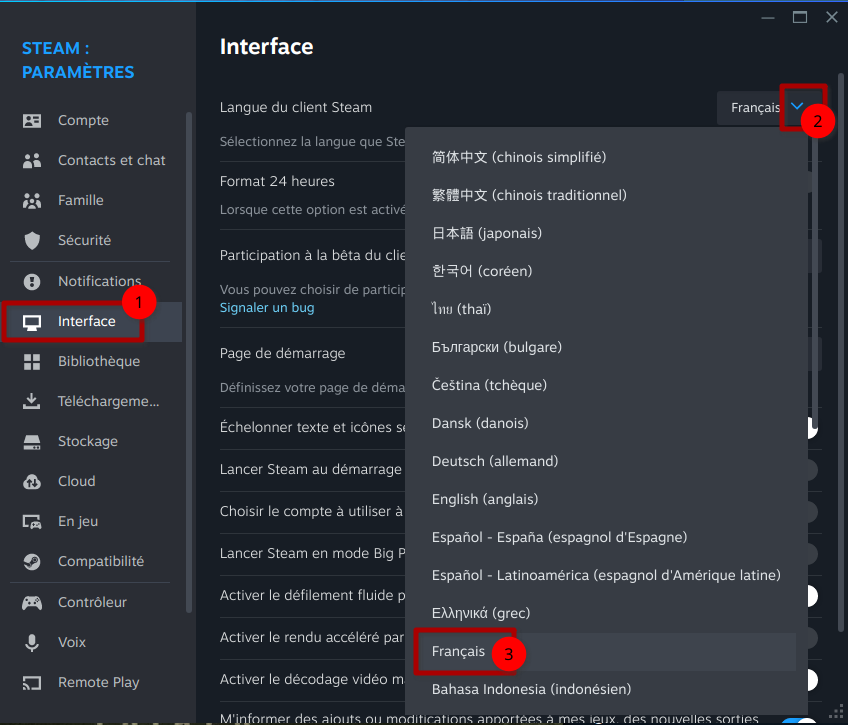 STEAM :
PARAMÈTRES
Compte
Contacts et chat
Famille
Sécurité
Notifications
1
Interface
Bibliothèque
Téléchargeme...
Stockage
Cloud
En jeu
Compatibilité
Contrôleur
Voix
Remote Play
Interface
Langue du client Steam
Français
2
Sélectionnez la langue que Ste
Format 24 heures
Lorsque cette option est activé
Participation à la bêta du clie
Vous pouvez choisir de particip
Signaler un bug
Page de démarrage
Définissez votre page de déma
Échelonner texte et icônes se
Lancer Steam au démarrage
Choisir le compte à utiliser à
Lancer Steam en mode Big P
Activer le défilement fluide p
Activer le rendu accéléré par
Activer le décodage vidéo m
M'informer des ajouts ou modifications apportées à mes jeux, des nouvelles sorties
简体中文 (chinois simplifié)
繁體中文 (chinois traditionnel)
日本語 (japonais)
한국어 (coréen)
ไทย (thaï)
Български (bulgare)
Čeština (tchèque)
Dansk (danois)
Deutsch (allemand)
English (anglais)
Español - España (espagnol d'Espagne)
Español - Latinoamérica (espagnol d'Amérique latine)
Ελληνικά (grec)
Français
3
Bahasa Indonesia (indonésien)